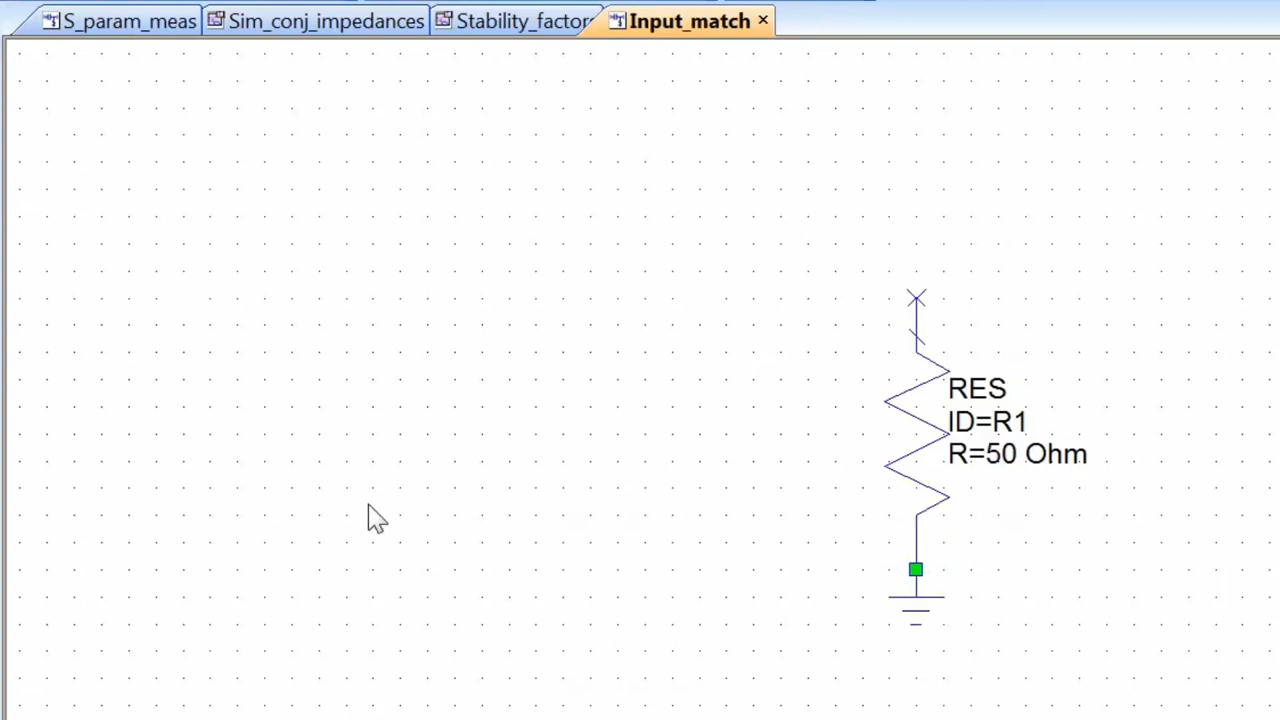 S_param_meas
Sim_conj_impedances
Stability_factor
Input_match
RES
ID=R1
R=50 Ohm